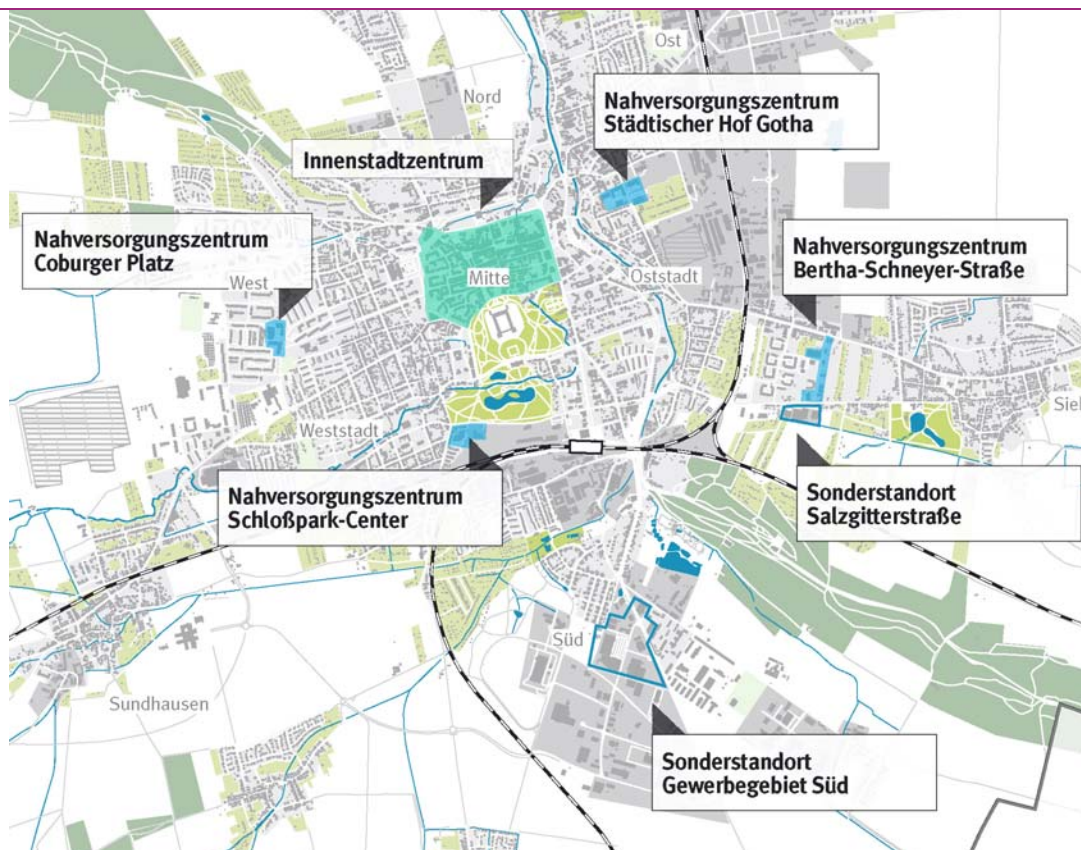 Ost
Nord
Nahversorgungszentrum
Städtischer Hof Gotha
Innenstadtzentrum
Nahversorgungszentrum
Coburger Platz
West
Mitte
Oststadt
Nahversorgungszentrum
Bertha-Schneyer-Straße
Weststadt
Sieb
Nahversorgungszentrum
Schloßpark-Center
Sonderstandort
Salzgitterstraße
Süd
Sundhausen
Sonderstandort
Gewerbegebiet Süd